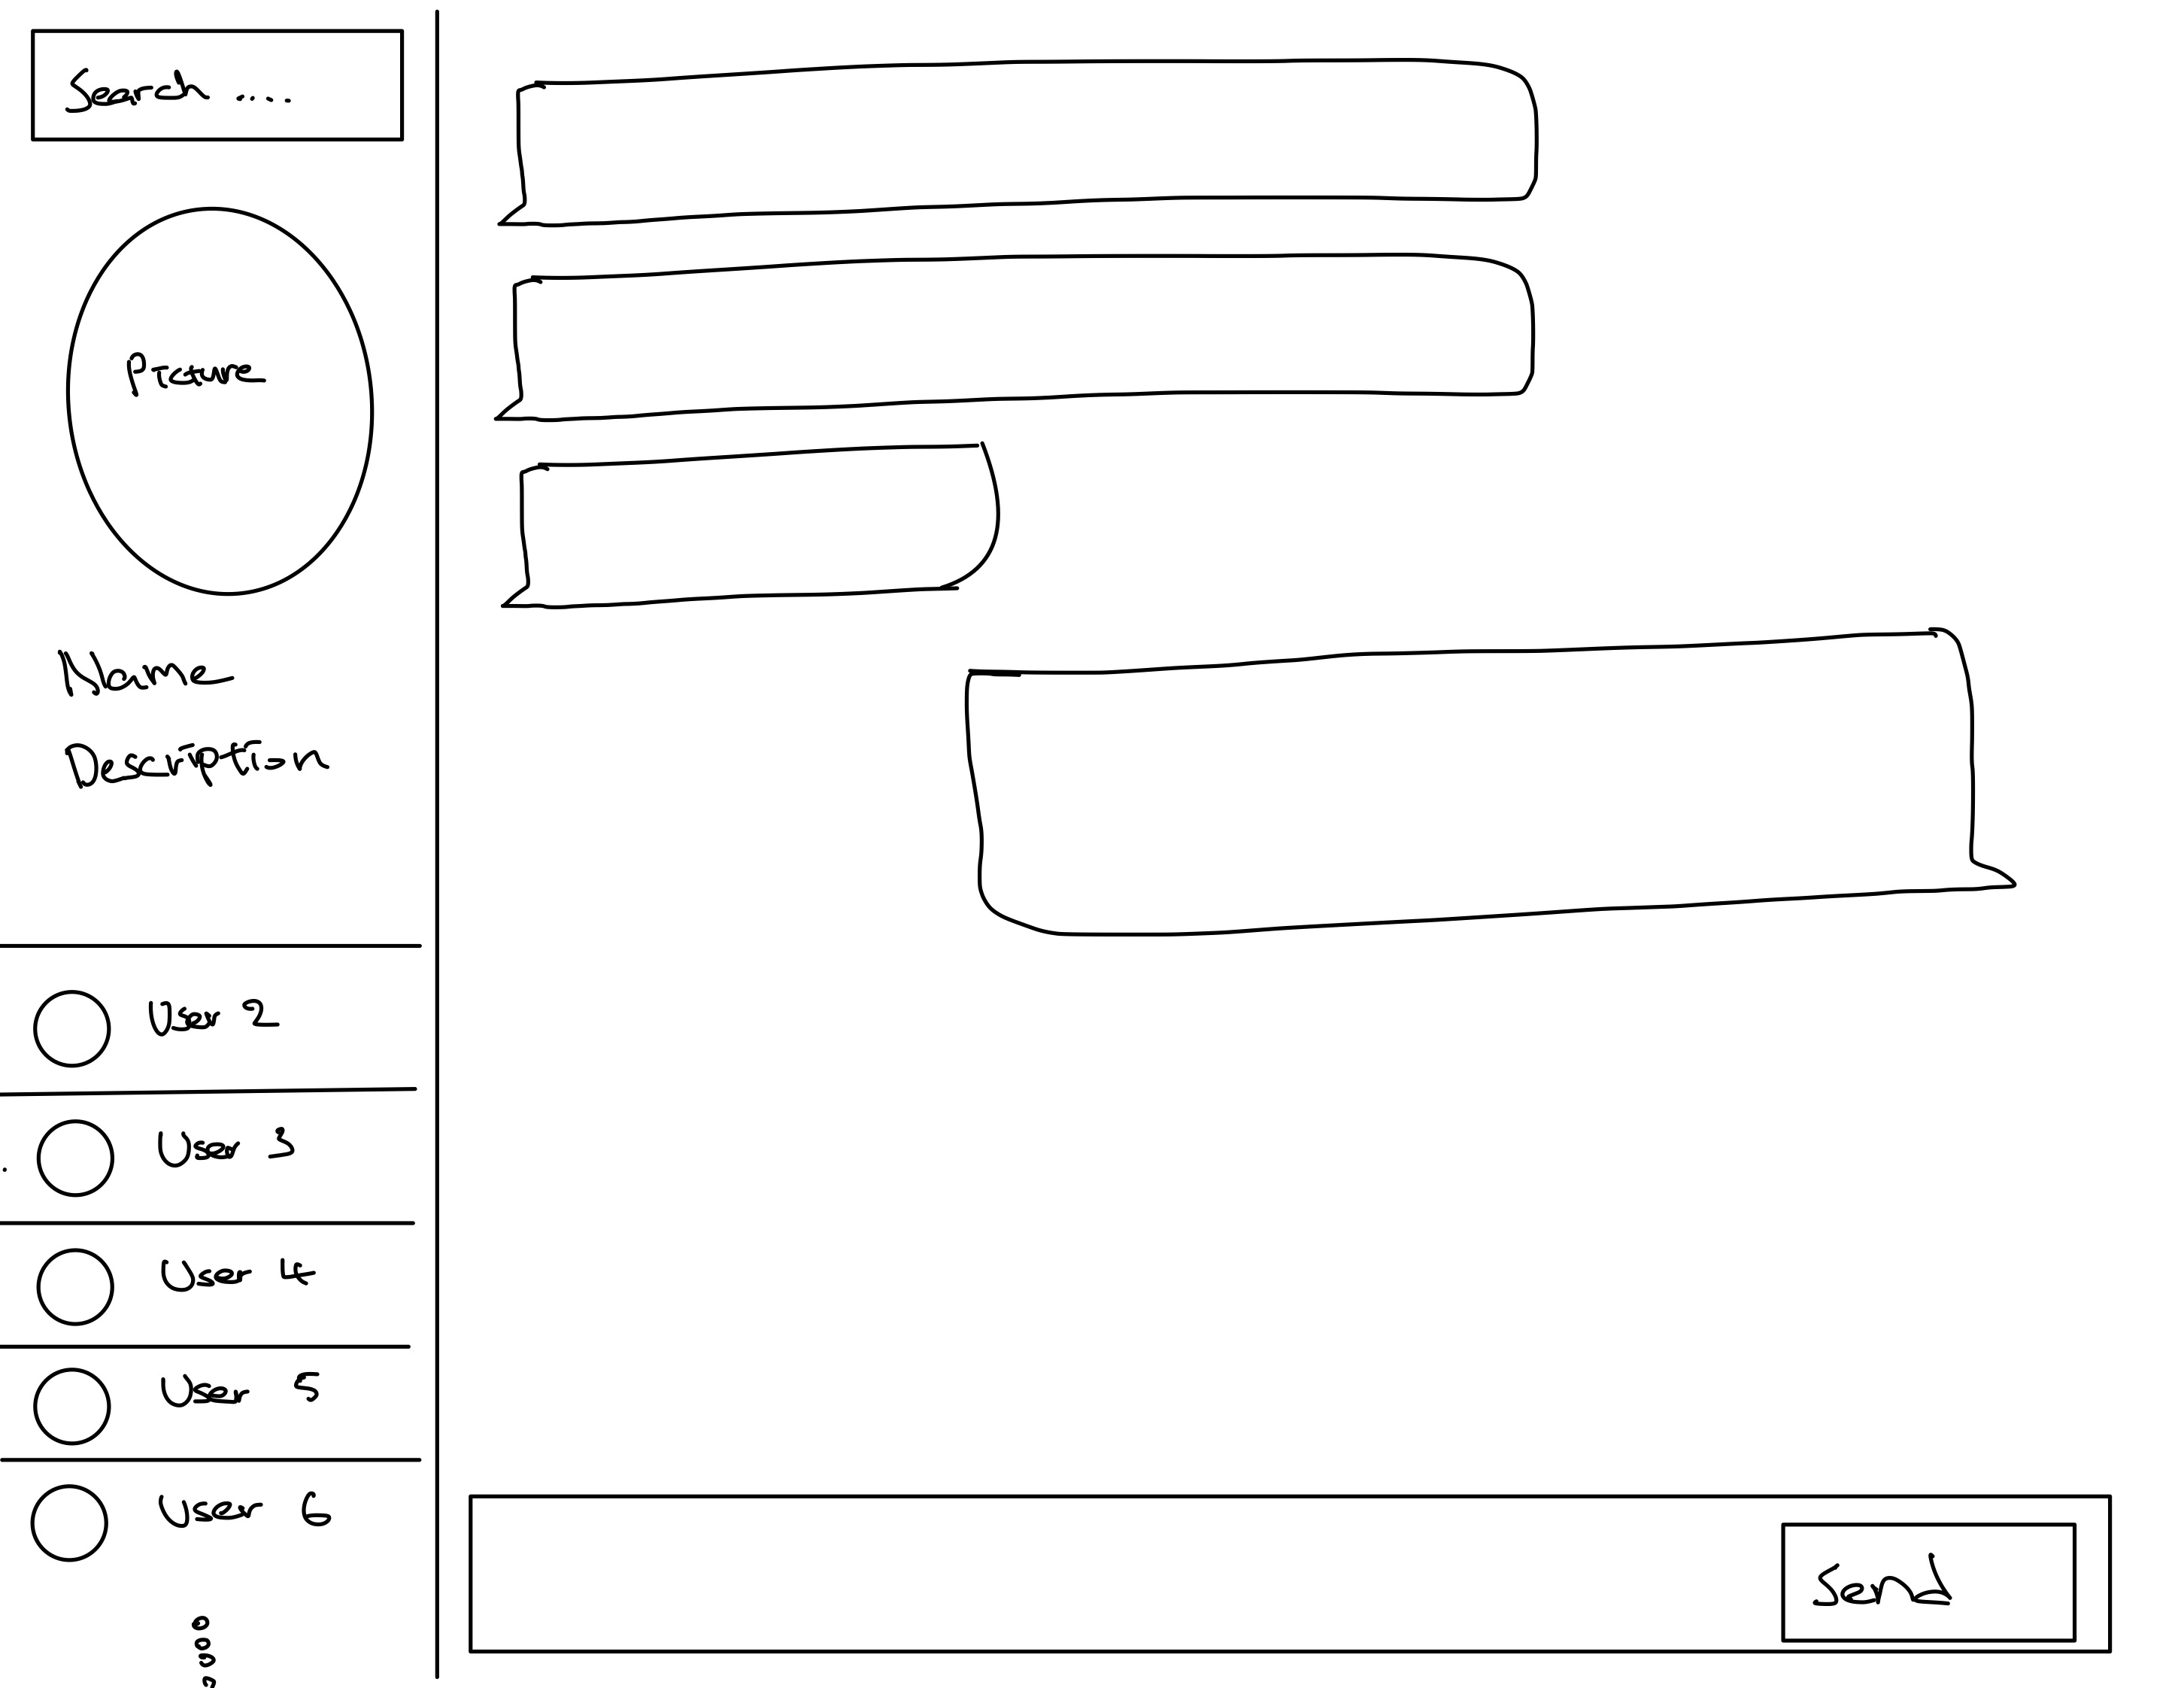 Search ....
Picture
Name
Description
User 2
User 3
User 4
User 5
User 6
Send